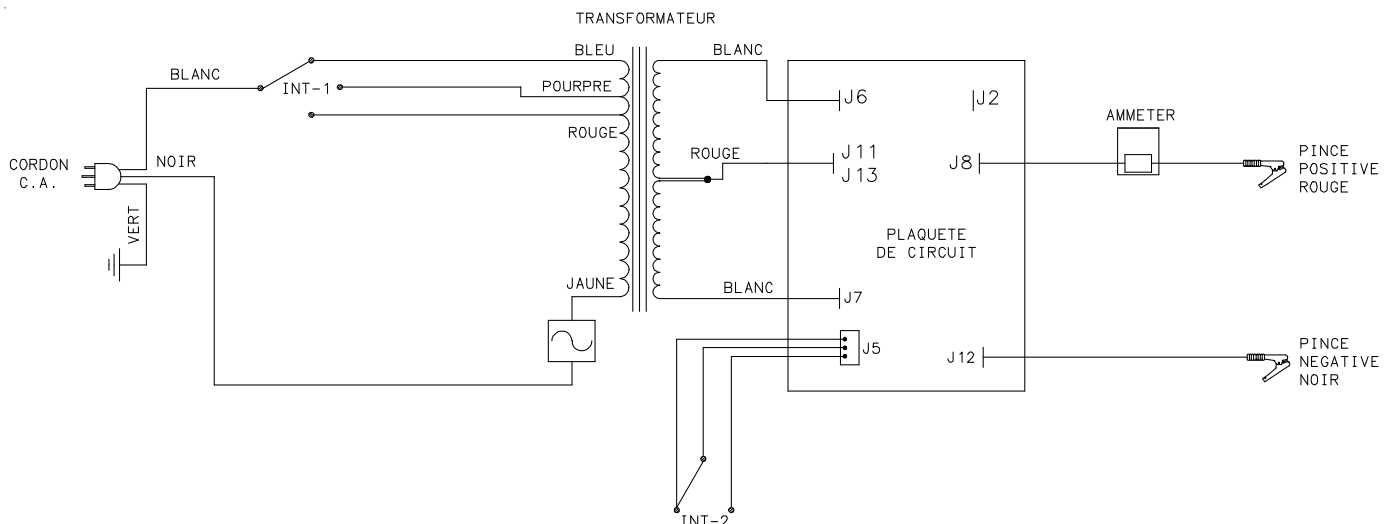 TRANSFORMATEUR
BLEU
BLANC
BLANC
POURPRE
INT-1
ROUGE
J6
J2
AMMETER
CORDON
C.A.
NOIR
ROUGE
J11
J13
J8
PINCE
POSITIVE
ROUGE
VERT
PLAQUETE
DE CIRCUIT
JAUNE
BLANC
J7
J5
J12
PINCE
NEGATIVE
NOIR
INT-2